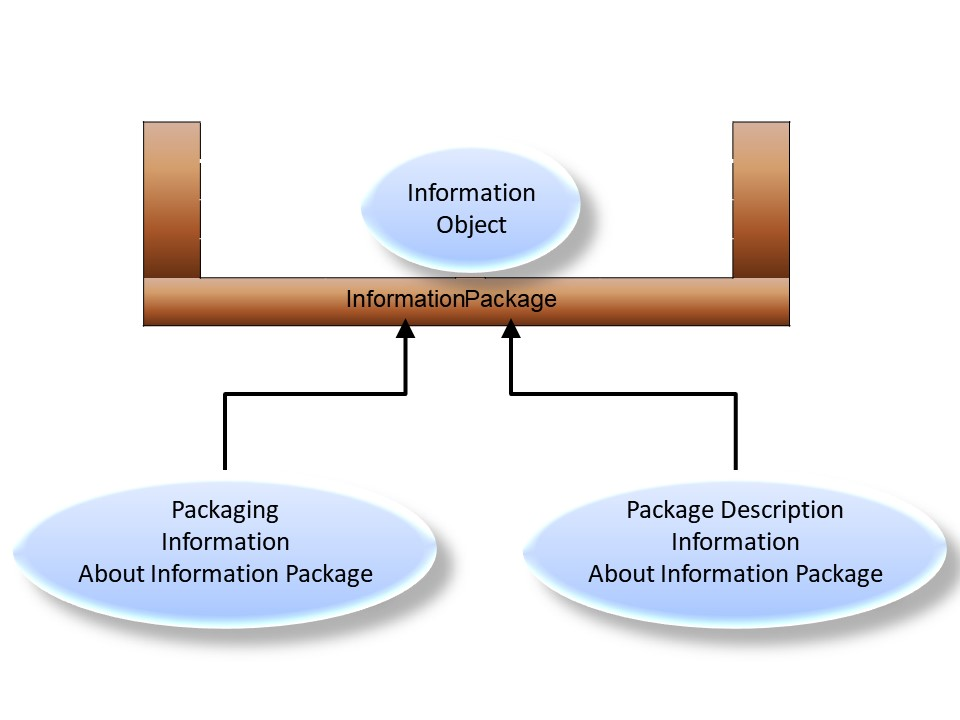 Information
Object
InformationPackage
Packaging
Information
About Information Package
Package Description
Information
About Information Package